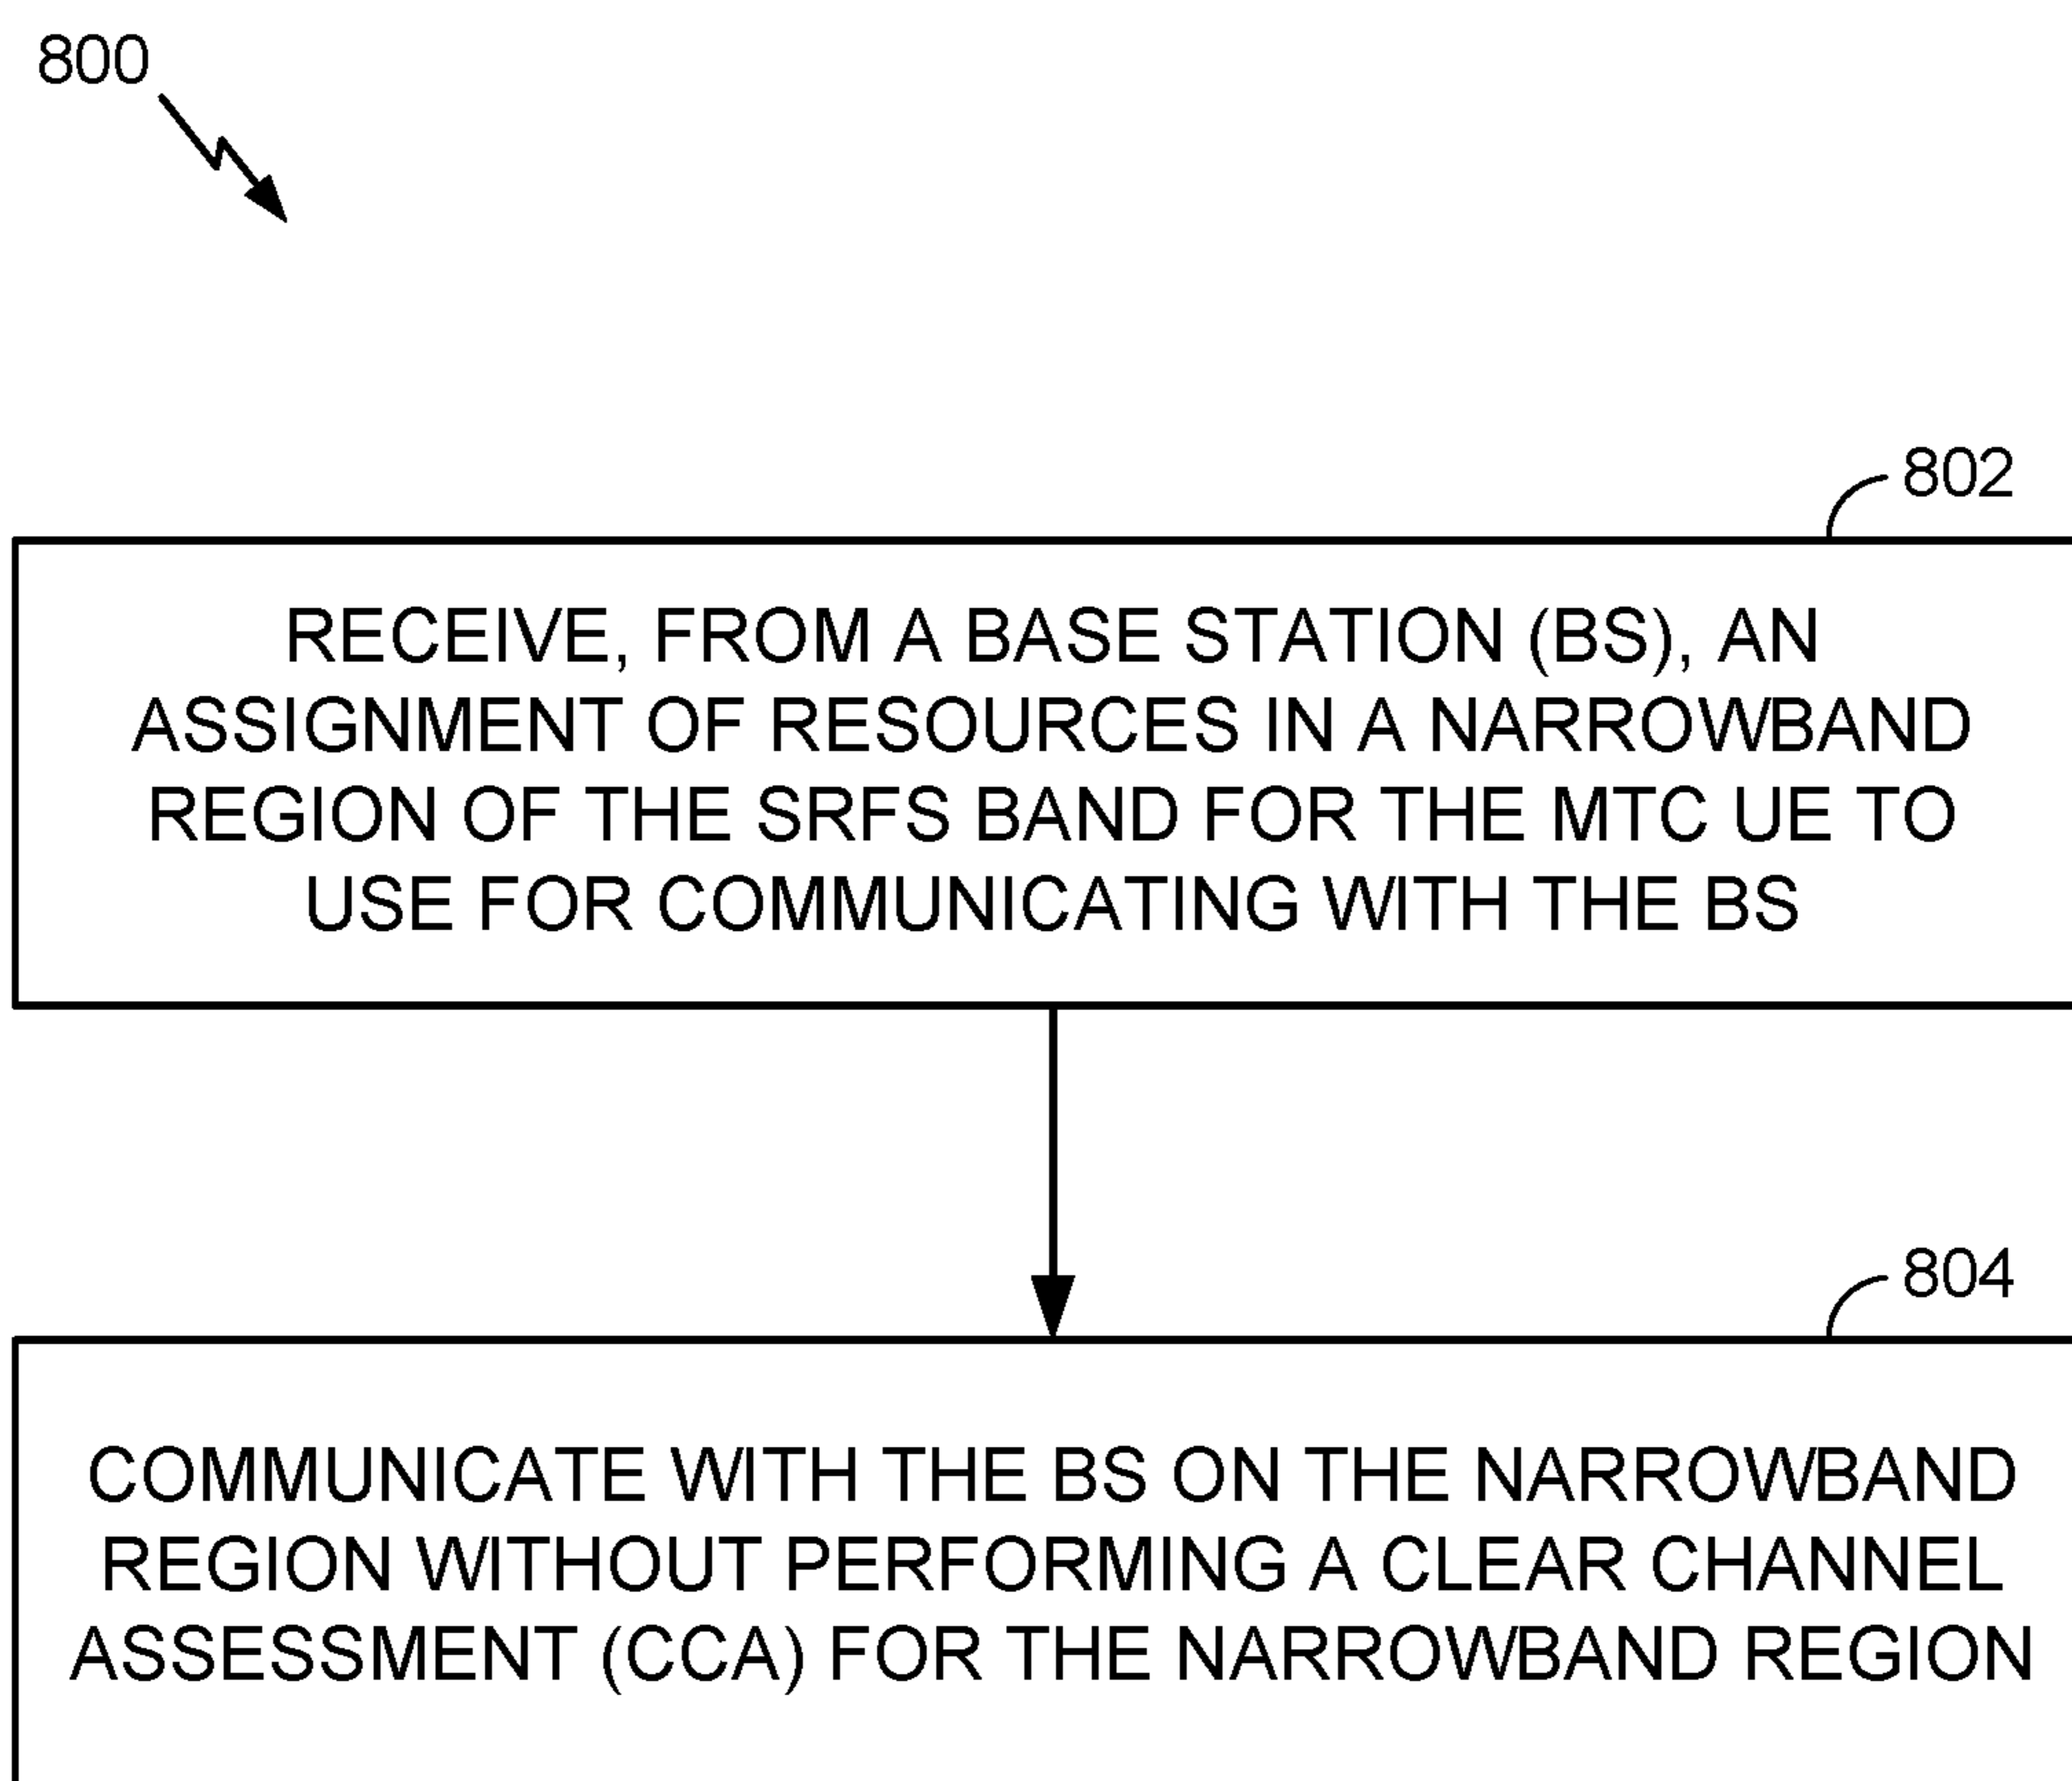 800
802
RECEIVE, FROM A BASE STATION (BS), AN
ASSIGNMENT OF RESOURCES IN A NARROWBAND
REGION OF THE SRFS BAND FOR THE MTC UE TO
USE FOR COMMUNICATING WITH THE BS
804
COMMUNICATE WITH THE BS ON THE NARROWBAND
REGION WITHOUT PERFORMING A CLEAR CHANNEL
ASSESSMENT (CCA) FOR THE NARROWBAND REGION